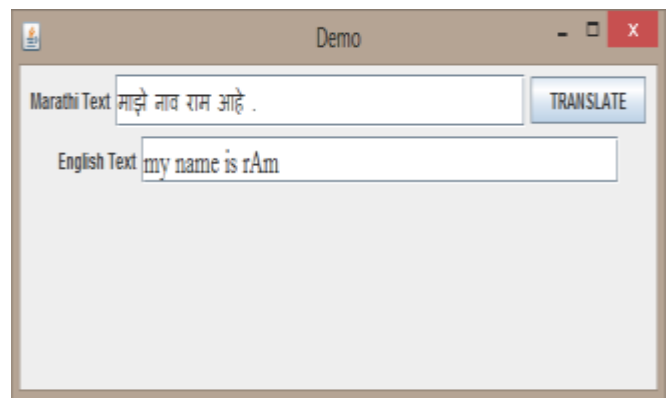 Demo
Marathi Text माझे नाव राम आहे . TRANSLATE
English Text my name is rAm